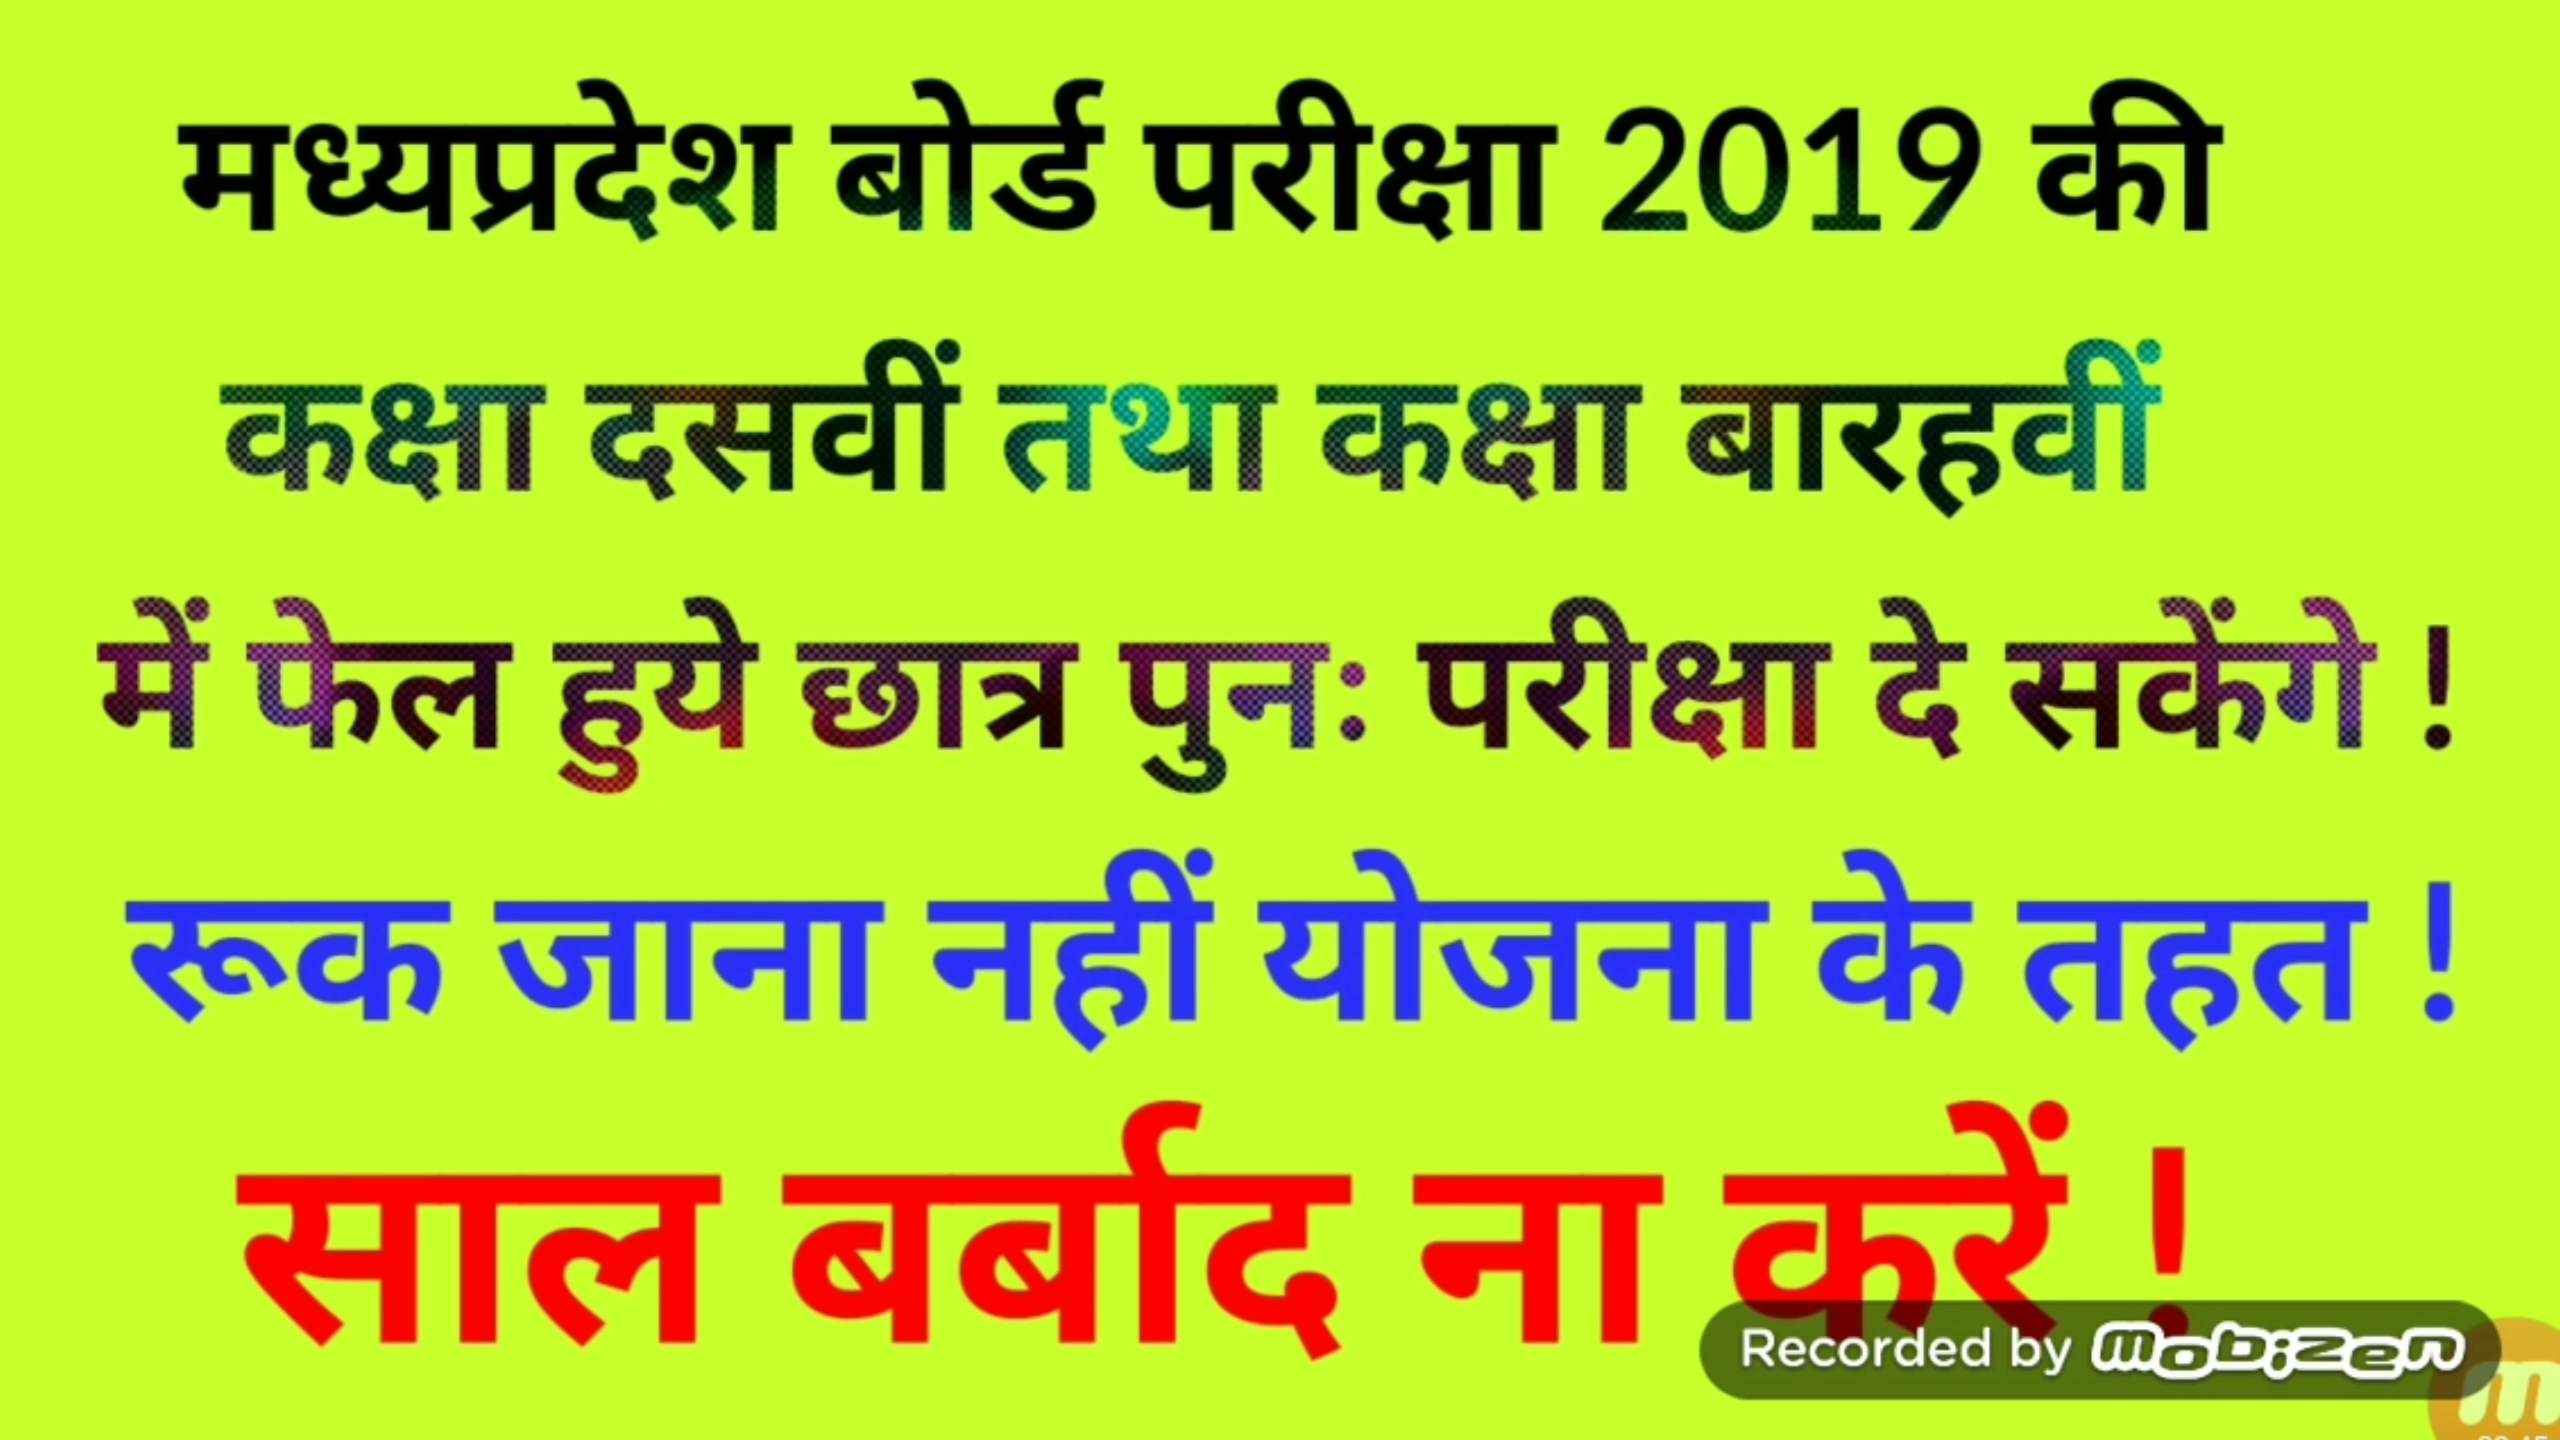 मध्यप्रदेश बोर्ड परीक्षा 2019 की
कक्षा दसवीं तथा कक्षा बारहवीं
में फेल हुये छात्र पुनः परीक्षा दे सकेंगे !
रूक जाना नहीं योजना के तहत !
साल बर्बाद ना करें !
Recorded by mobizen